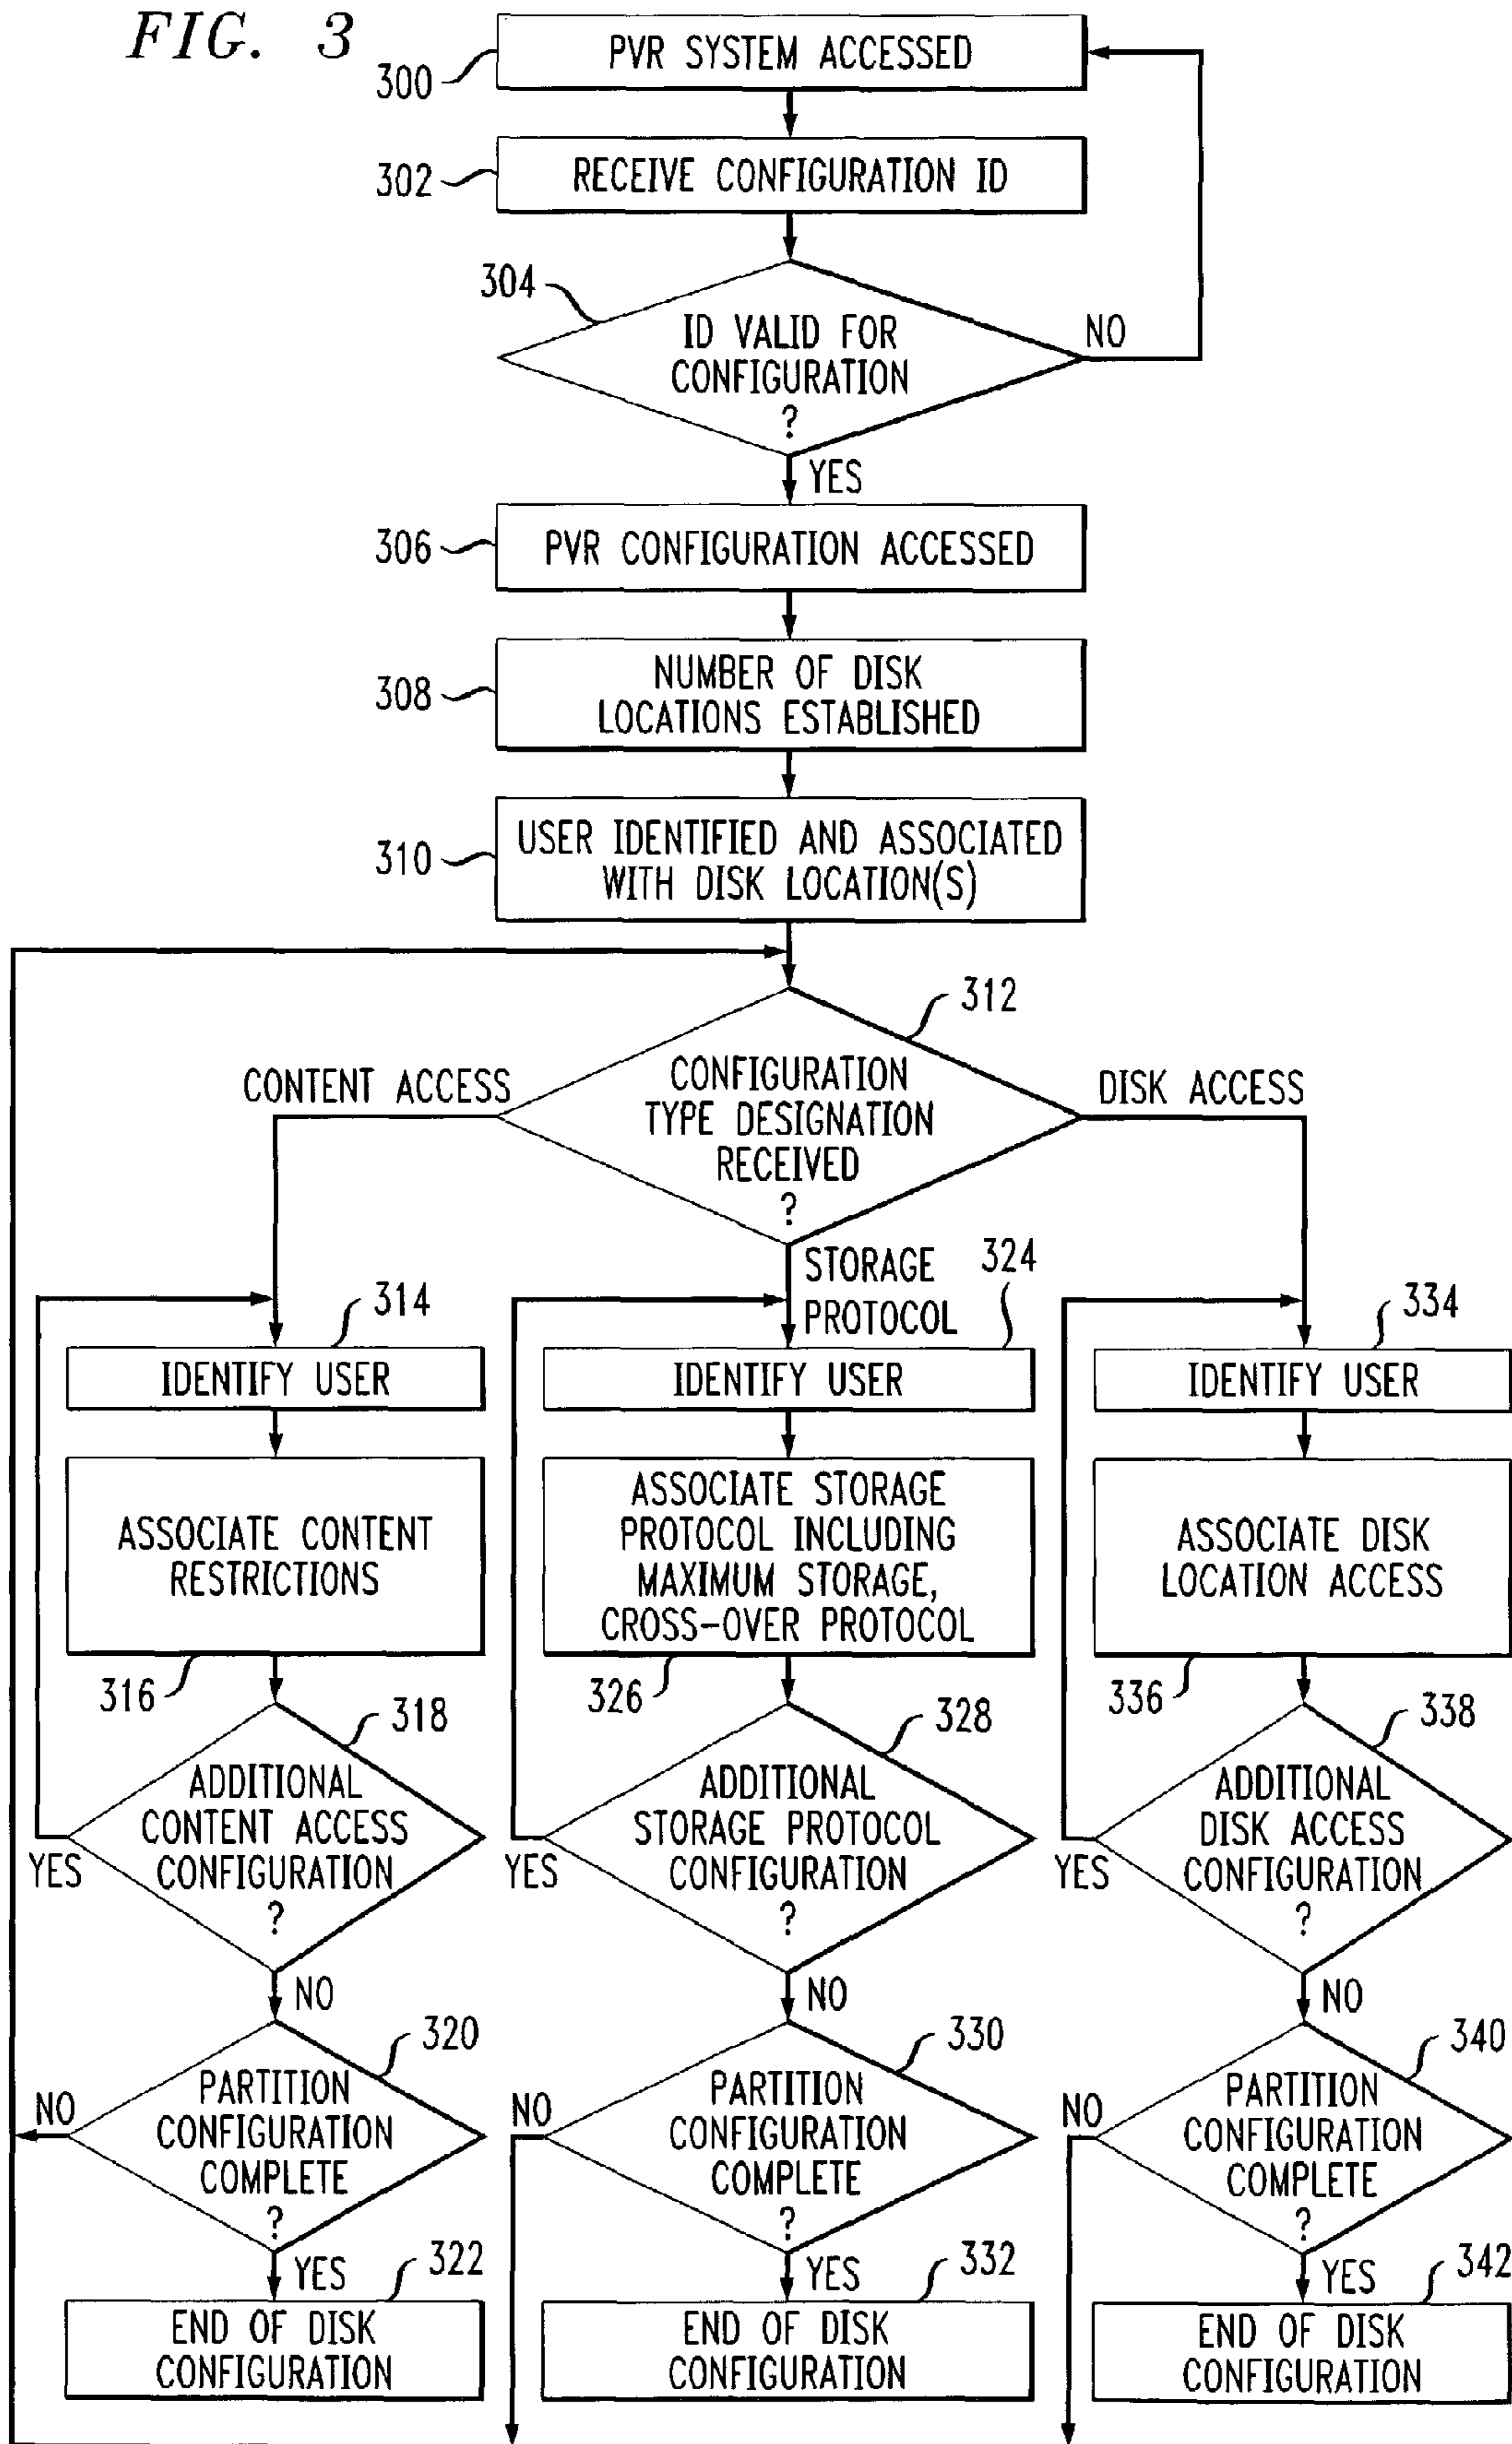 FIG. 3
PVR SYSTEM ACCESSED
300
RECEIVE CONFIGURATION ID
302
304
ID VALID FOR
CONFIGURATION
?
NO
YES
PVR CONFIGURATION ACCESSED
306
NUMBER OF DISK
LOCATIONS ESTABLISHED
308
USER IDENTIFIED AND ASSOCIATED
WITH DISK LOCATION(S)
310
312
CONFIGURATION
TYPE DESIGNATION
RECEIVED
?
CONTENT ACCESS
DISK ACCESS
STORAGE
PROTOCOL
314
IDENTIFY USER
ASSOCIATE CONTENT
RESTRICTIONS
316
318
ADDITIONAL
CONTENT ACCESS
CONFIGURATION
?
YES
NO
320
PARTITION
CONFIGURATION
COMPLETE
?
NO
YES
322
END OF DISK
CONFIGURATION
324
IDENTIFY USER
ASSOCIATE STORAGE
PROTOCOL INCLUDING
MAXIMUM STORAGE,
CROSS-OVER PROTOCOL
326
328
ADDITIONAL
STORAGE PROTOCOL
CONFIGURATION
?
YES
NO
330
PARTITION
CONFIGURATION
COMPLETE
?
NO
YES
332
END OF DISK
CONFIGURATION
334
IDENTIFY USER
ASSOCIATE DISK
LOCATION ACCESS
336
338
ADDITIONAL
DISK ACCESS
CONFIGURATION
?
YES
NO
340
PARTITION
CONFIGURATION
COMPLETE
?
NO
YES
342
END OF DISK
CONFIGURATION